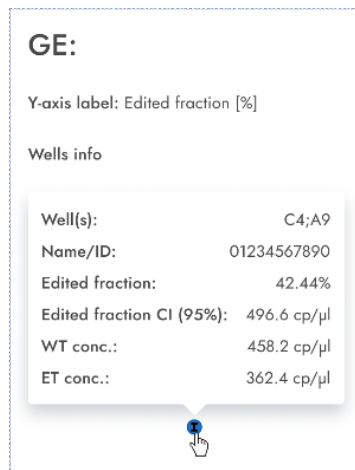 GE:
Y-axis label: Edited fraction [%]
Wells info
Well(s): C4;A9
Name/ID: 01234567890
Edited fraction: 42.44%
Edited fraction CI (95%): 496.6 cp/µl
WT conc.: 458.2 cp/µl
ET conc.: 362.4 cp/µl